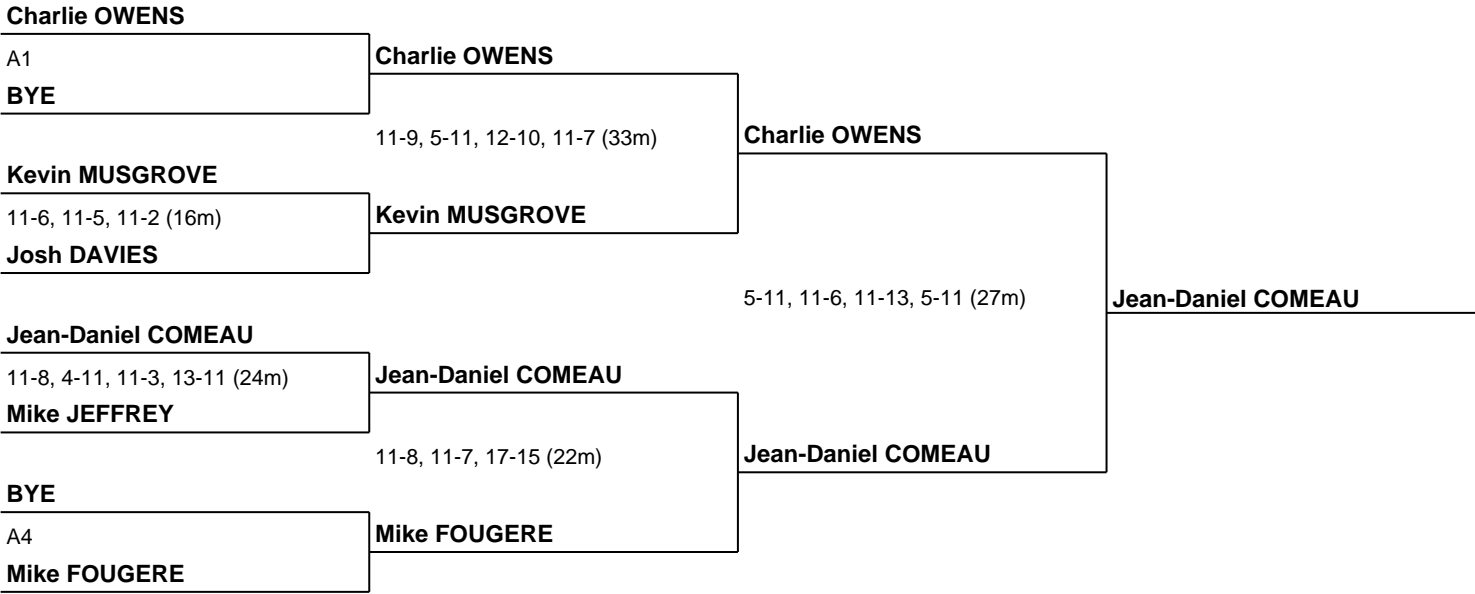 Charlie OWENS
A1
BYE
Charlie OWENS
11-9, 5-11, 12-10, 11-7 (33m)
Charlie OWENS
Kevin MUSGROVE
11-6, 11-5, 11-2 (16m)
Kevin MUSGROVE
Josh DAVIES
5-11, 11-6, 11-13, 5-11 (27m)
Jean-Daniel COMEAU
Jean-Daniel COMEAU
11-8, 4-11, 11-3, 13-11 (24m)
Jean-Daniel COMEAU
Mike JEFFREY
11-8, 11-7, 17-15 (22m)
Jean-Daniel COMEAU
BYE
A4
Mike FOUGERE
Mike FOUGERE